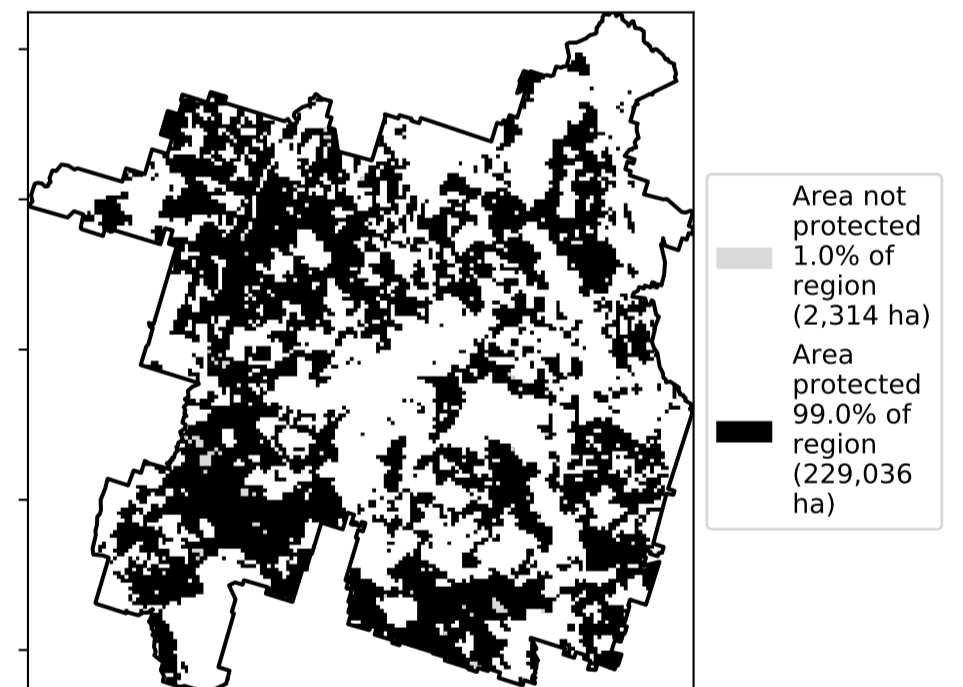 Area not
protected
1.0% of
region
(2,314 ha)
Area
protected
99.0% of
region
(229,036
ha)